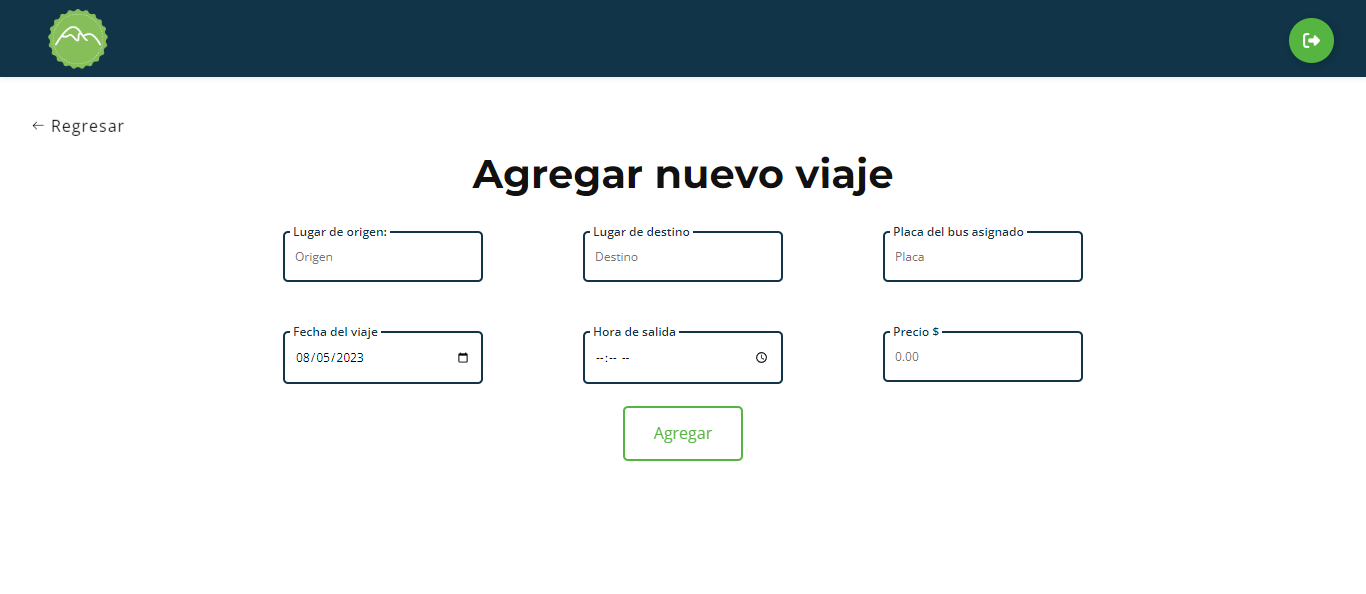 ← Regresar
Agregar nuevo viaje
Lugar de origen:
Origen
Lugar de destino
Destino
Placa del bus asignado
Placa
Fecha del viaje
08/05/2023
Hora de salida
--:-- --
Precio $
0.00
Agregar